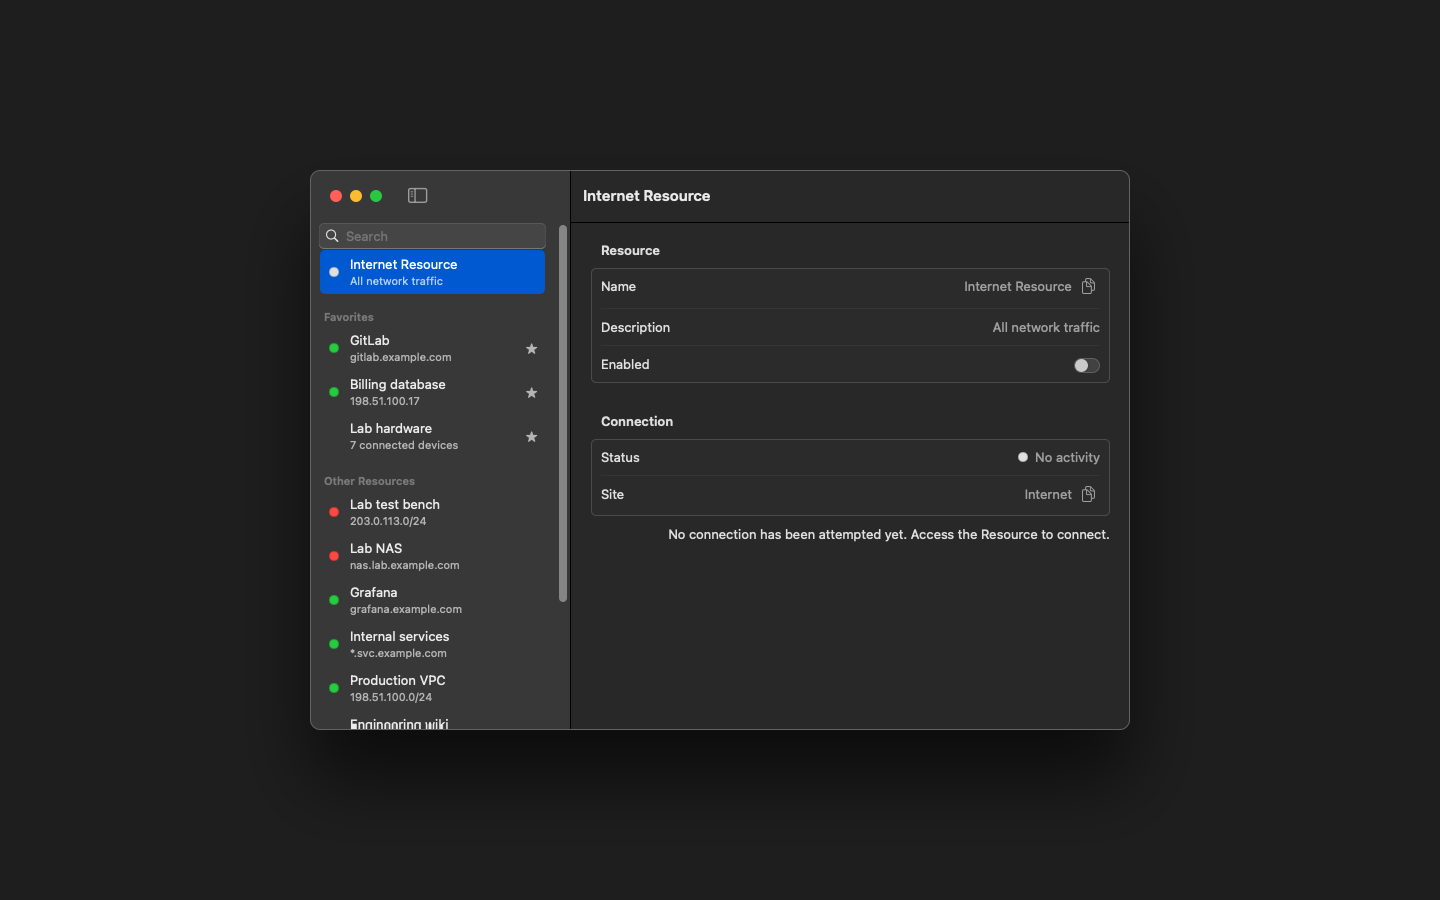 Internet Resource
Search
Internet Resource
All network traffic
Favorites
GitLab
gitlab.example.com
Billing database
198.51.100.17
Lab hardware
7 connected devices
Other Resources
Lab test bench
203.0.113.0/24
Lab NAS
nas.lab.example.com
Grafana
grafana.example.com
Internal services
*.svc.example.com
Production VPC
198.51.100.0/24
Engineering wiki
Resource
Name Internet Resource
Description All network traffic
Enabled
Connection
Status No activity
Site Internet
No connection has been attempted yet. Access the Resource to connect.